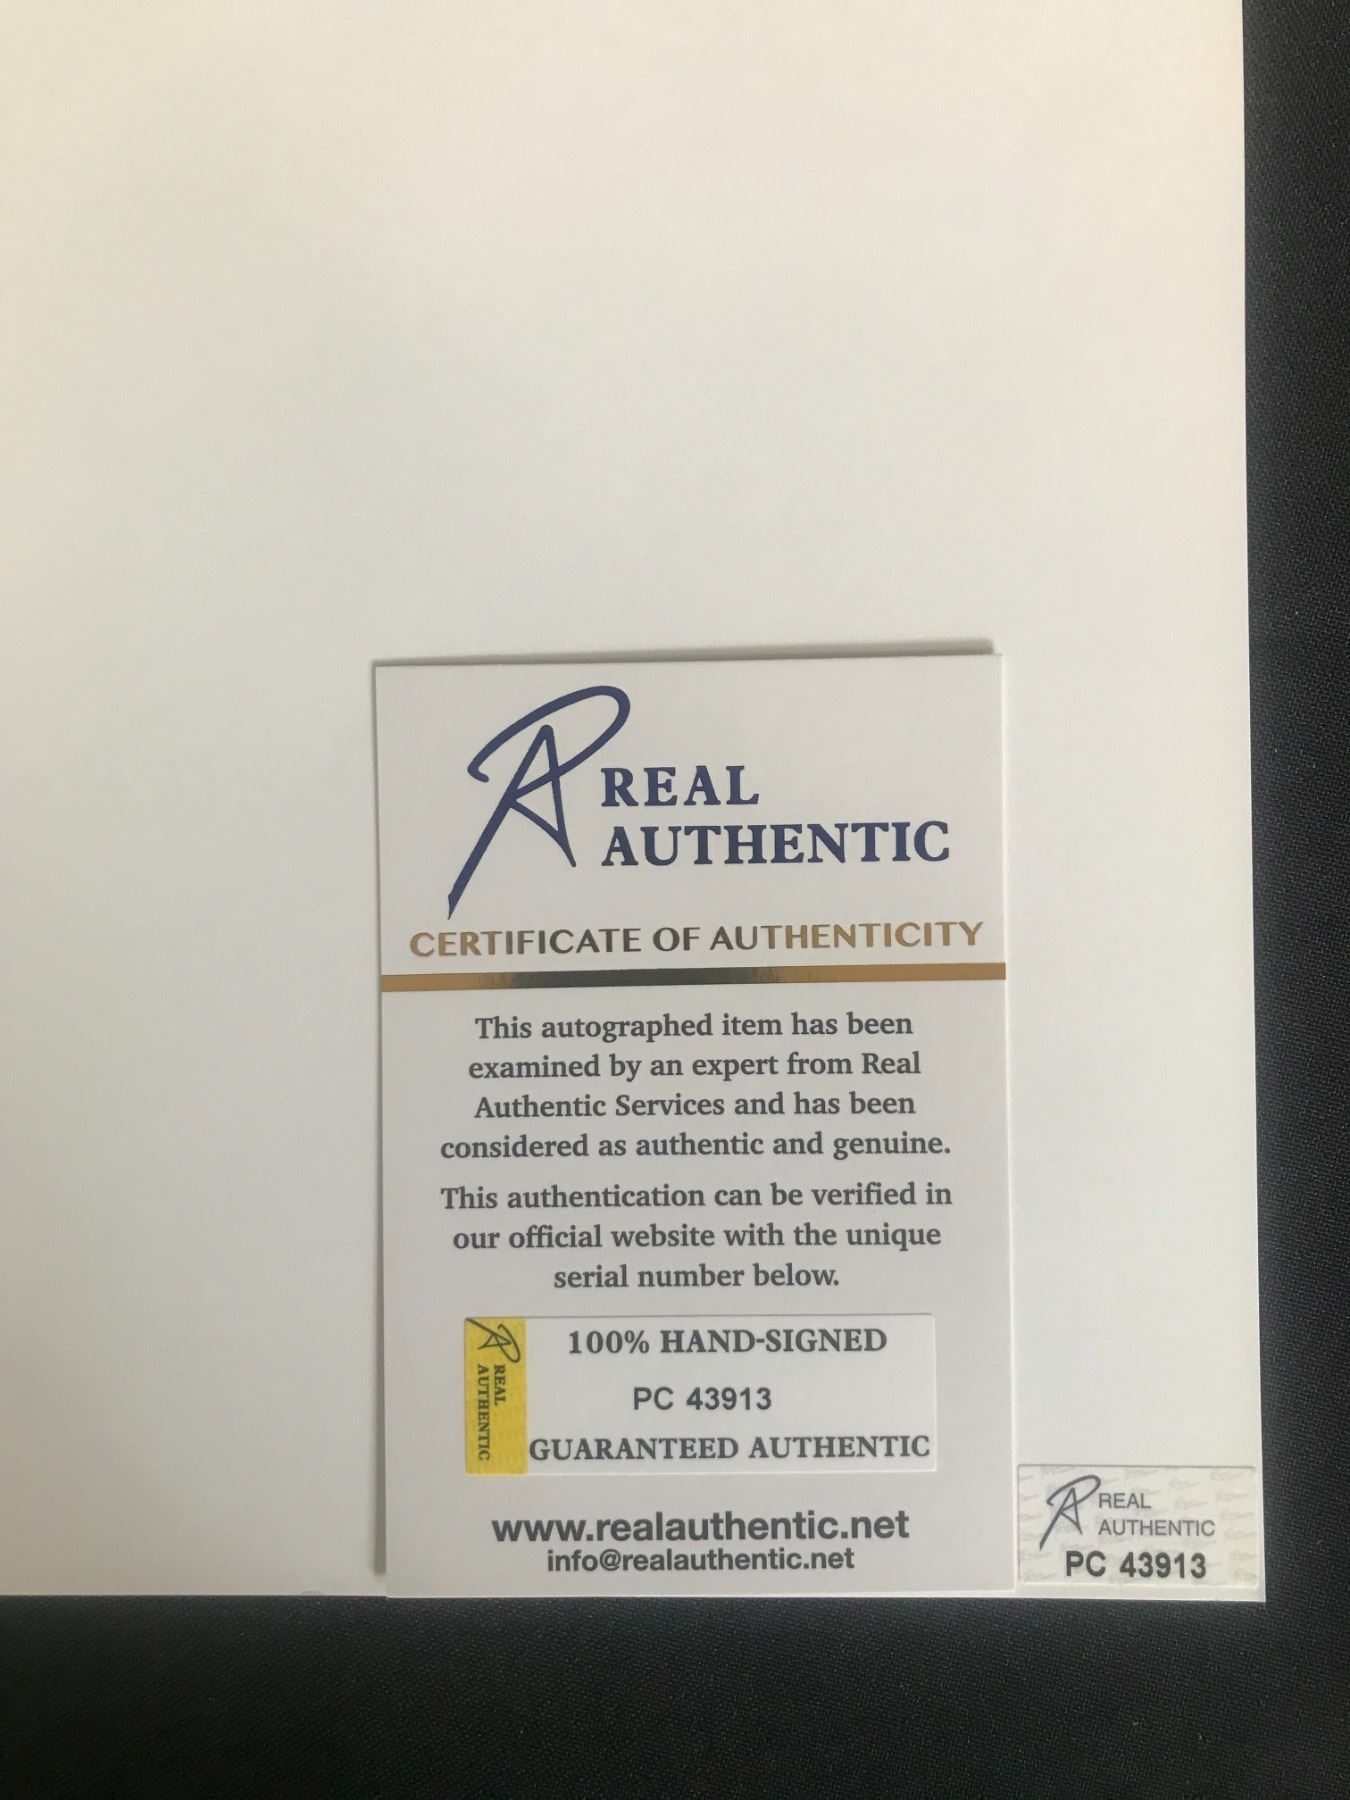 REAL
AUTHENTIC
CERTIFICATE OF AUTHENTICITY
This autographed item has been
examined by an expert from Real
Authentic Services and has been
considered as authentic and genuine.
This authentication can be verified in
our official website with the unique
serial number below.
REAL
AUTHENTIC
100% HAND-SIGNED
PC 43913
GUARANTEED AUTHENTIC
www.realauthentic.net
info@realauthentic.net
REAL
AUTHENTIC
PC 43913